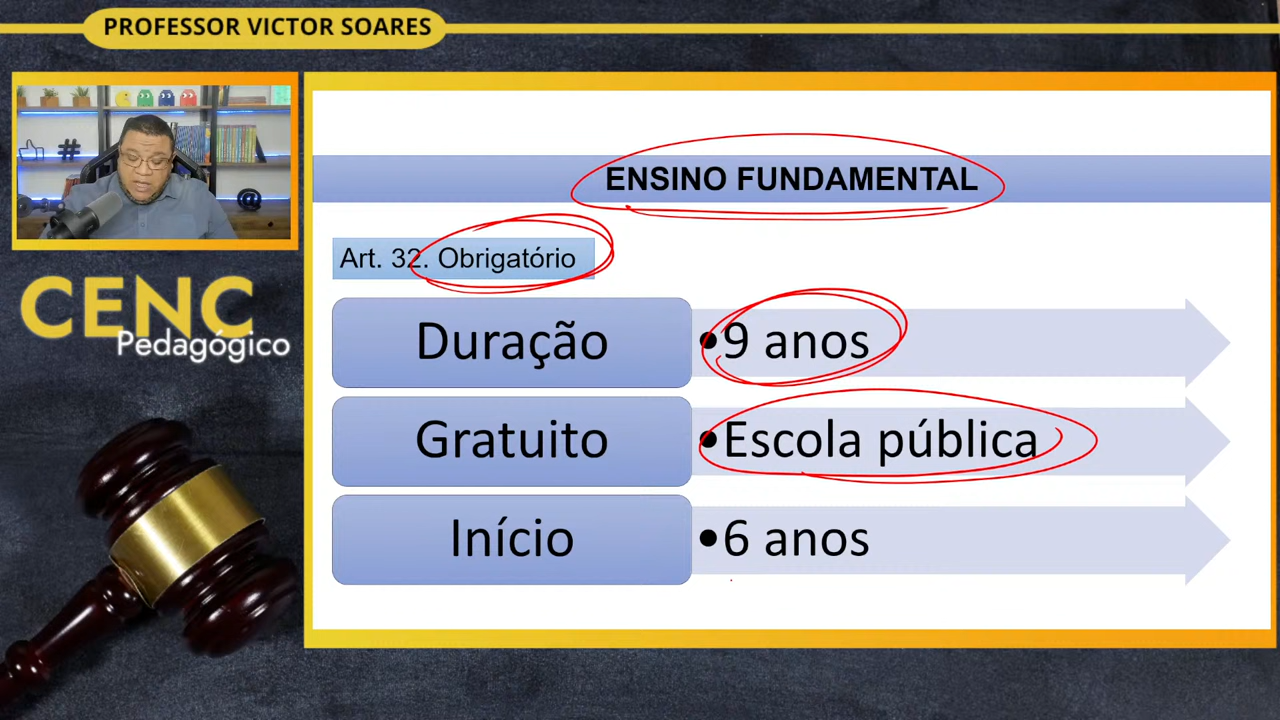 PROFESSOR VICTOR SOARES
CENC
Pedagógico
ENSINO FUNDAMENTAL
Art. 32. Obrigatório
Duração
•9 anos
Gratuito
•Escola pública
Início
•6 anos